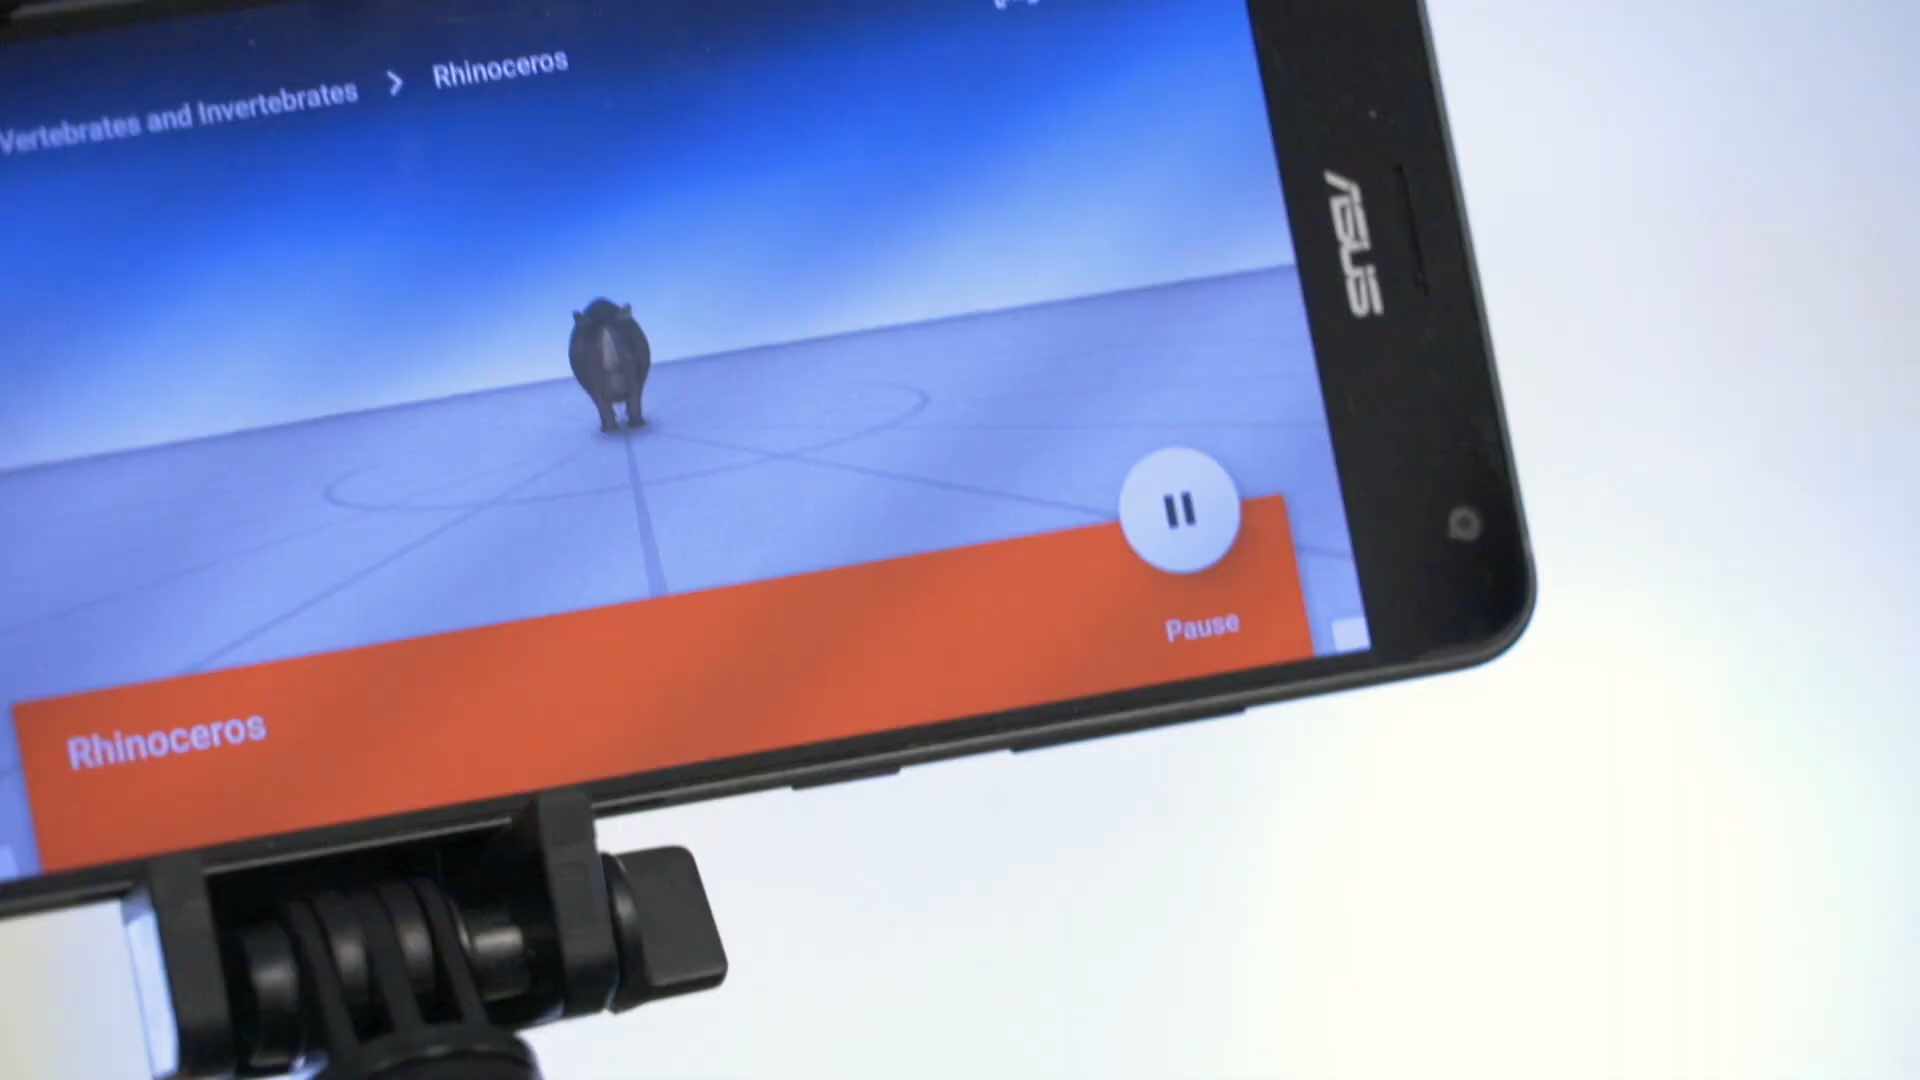 Vertebrates and Invertebrates > Rhinoceros
ASUS
Pause
Rhinoceros